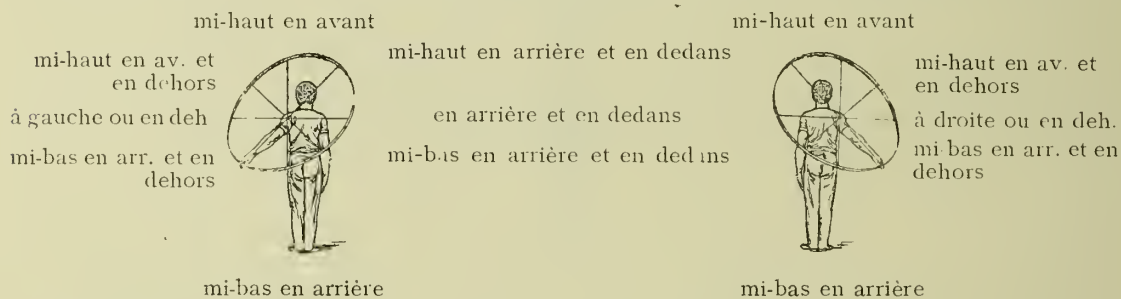 mi-haut en avant
mi-haut en avant
mi-haut en av. et
en dehors
à gauche ou en deh
mi-bas en arr. et en
dehors
mi-haut en arrière et en dedans
en arrière et en dedans
mi-bas en arrière et en dedans
mi-haut en av. et
en dehors
à droite ou en deh.
mi-bas en arr. et en
dehors
mi-bas en arrière
mi-bas en arrière